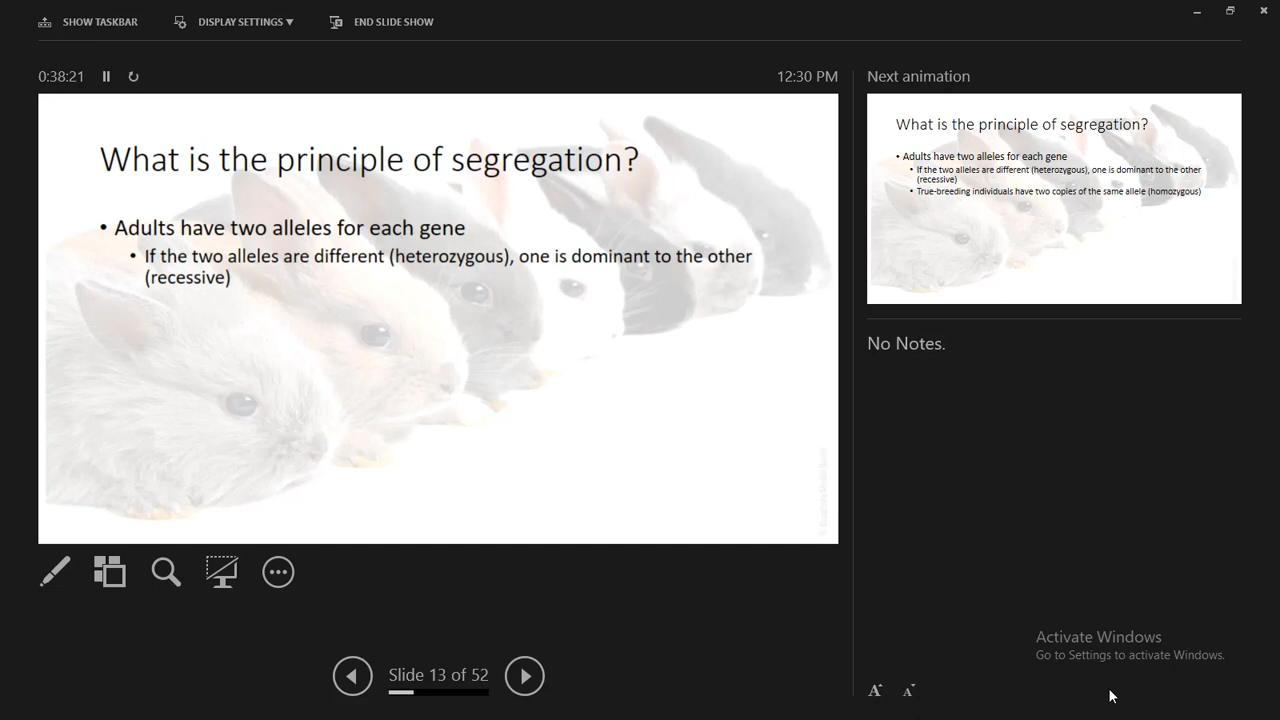 SHOW TASKBAR
DISPLAY SETTINGS ▼
END SLIDE SHOW
0:38:21
12:30 PM
What is the principle of segregation?
• Adults have two alleles for each gene
• If the two alleles are different (heterozygous), one is dominant to the other
(recessive)
Slide 13 of 52
Next animation
What is the principle of segregation?
• Adults have two alleles for each gene
• If the two alleles are different (heterozygous), one is dominant to the other
(recessive)
• True-breeding individuals have two copies of the same allele (homozygous)
No Notes.
Activate Windows
Go to Settings to activate Windows.
A A